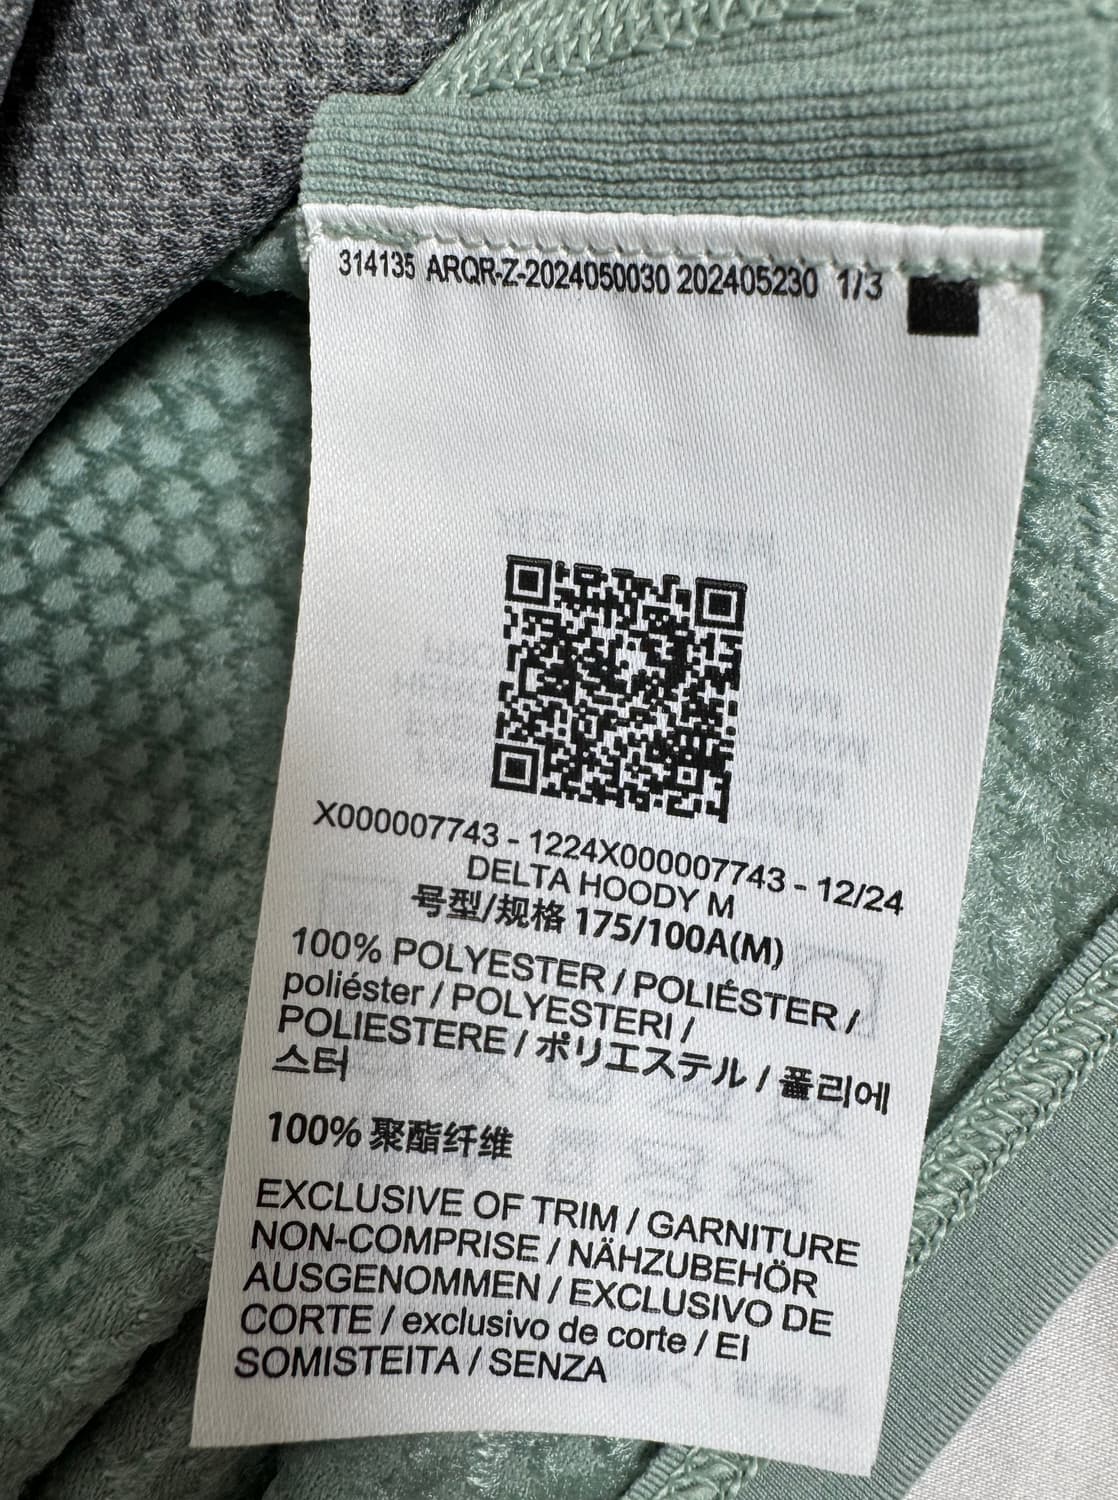 314135 ARQR-Z-2024050030 202405230 1/3
X000007743 - 1224X000007743 - 12/24
DELTA HOODY M
号型/规格 175/100A(M)
100% POLYESTER / POLIÉSTER /
poliéster / POLYESTERI /
POLIESTERE / ポリエステル / 폴리에
스터
100% 聚酯纤维
EXCLUSIVE OF TRIM / GARNITURE
NON-COMPRISE / NÄHZUBEHÖR
AUSGENOMMEN / EXCLUSIVO DE
CORTE / exclusivo de corte / EI
SOMISTEITA / SENZA